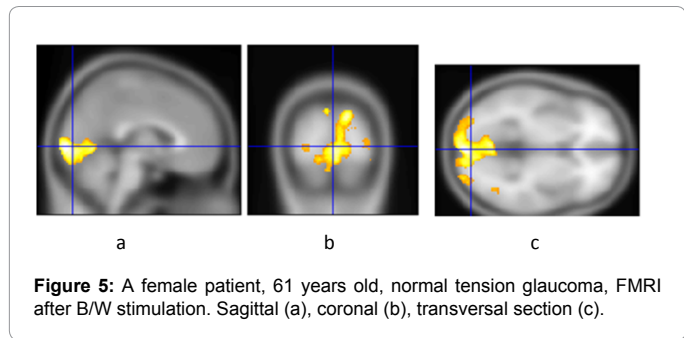 a
b
c
Figure 5: A female patient, 61 years old, normal tension glaucoma, FMRI
after B/W stimulation. Sagittal (a), coronal (b), transversal section (c).